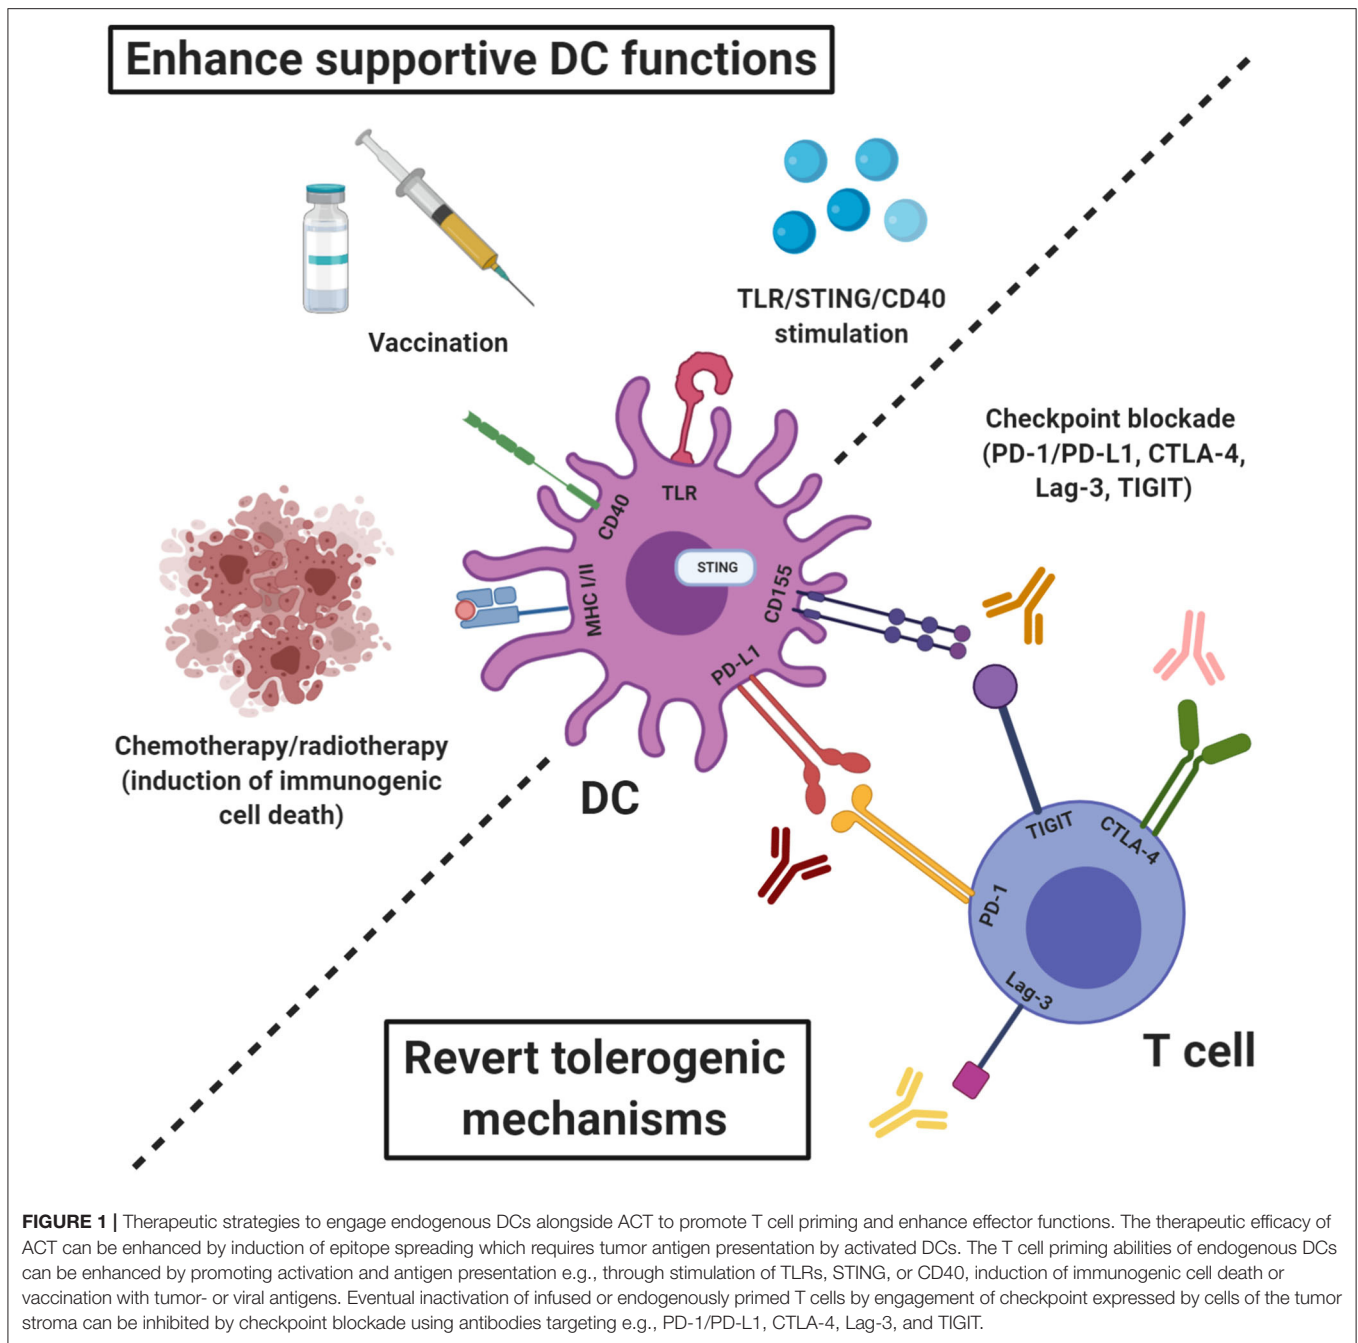 Enhance supportive DC functions
Vaccination
TLR/STING/CD40
stimulation
Checkpoint blockade
(PD-1/PD-L1, CTLA-4,
Lag-3, TIGIT)
TLR
CD40
STING
MHC I/II
CD155
PD-L1
Chemotherapy/radiotherapy
(induction of immunogenic
cell death)
DC
TIGIT
CTLA-4
PD-1
Lag-3
T cell
Revert tolerogenic
mechanisms
FIGURE 1 | Therapeutic strategies to engage endogenous DCs alongside ACT to promote T cell priming and enhance effector functions. The therapeutic efficacy of
ACT can be enhanced by induction of epitope spreading which requires tumor antigen presentation by activated DCs. The T cell priming abilities of endogenous DCs
can be enhanced by promoting activation and antigen presentation e.g., through stimulation of TLRs, STING, or CD40, induction of immunogenic cell death or
vaccination with tumor- or viral antigens. Eventual inactivation of infused or endogenously primed T cells by engagement of checkpoint expressed by cells of the tumor
stroma can be inhibited by checkpoint blockade using antibodies targeting e.g., PD-1/PD-L1, CTLA-4, Lag-3, and TIGIT.